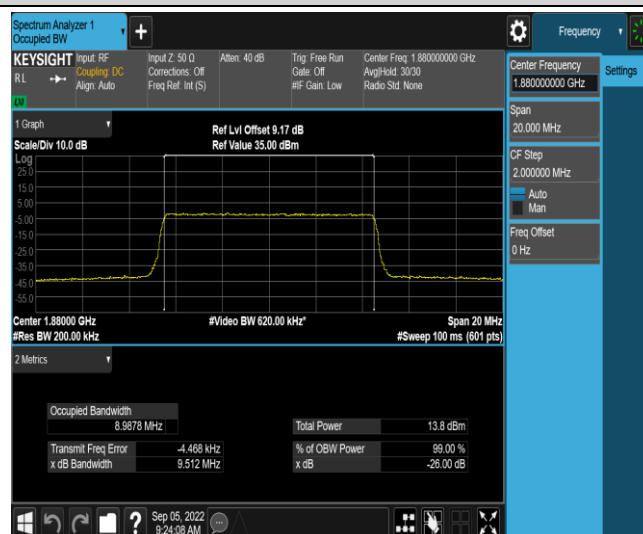 Spectrum Analyzer 1
Occupied BW
Frequency
KEYSIGHT
RL
Input: RF
Coupling: DC
Align: Auto
Input Z: 50 Ω
Corrections: Off
Freq Ref: Int (S)
Atten: 40 dB
Trig: Free Run
Gate: Off
#IF Gain: Low
Center Freq: 1.880000000 GHz
Avg|Hold: 30/30
Radio Std: None
Center Frequency
1.880000000 GHz
Settings
Span
20.000 MHz
CF Step
2.000000 MHz
Auto
Man
Freq Offset
0 Hz
1 Graph
Scale/Div 10.0 dB
Ref Lvl Offset 9.17 dB
Ref Value 35.00 dBm
Log
25.0
15.0
5.00
-5.00
-15.0
-25.0
-35.0
-45.0
-55.0
Center 1.88000 GHz
#Res BW 200.00 kHz
#Video BW 620.00 kHz*
Span 20 MHz
#Sweep 100 ms (601 pts)
2 Metrics
Occupied Bandwidth
8.9878 MHz
Total Power 13.8 dBm
Transmit Freq Error -4.468 kHz
% of OBW Power 99.00 %
x dB Bandwidth 9.512 MHz
x dB -26.00 dB
Sep 05, 2022
9:24:08 AM